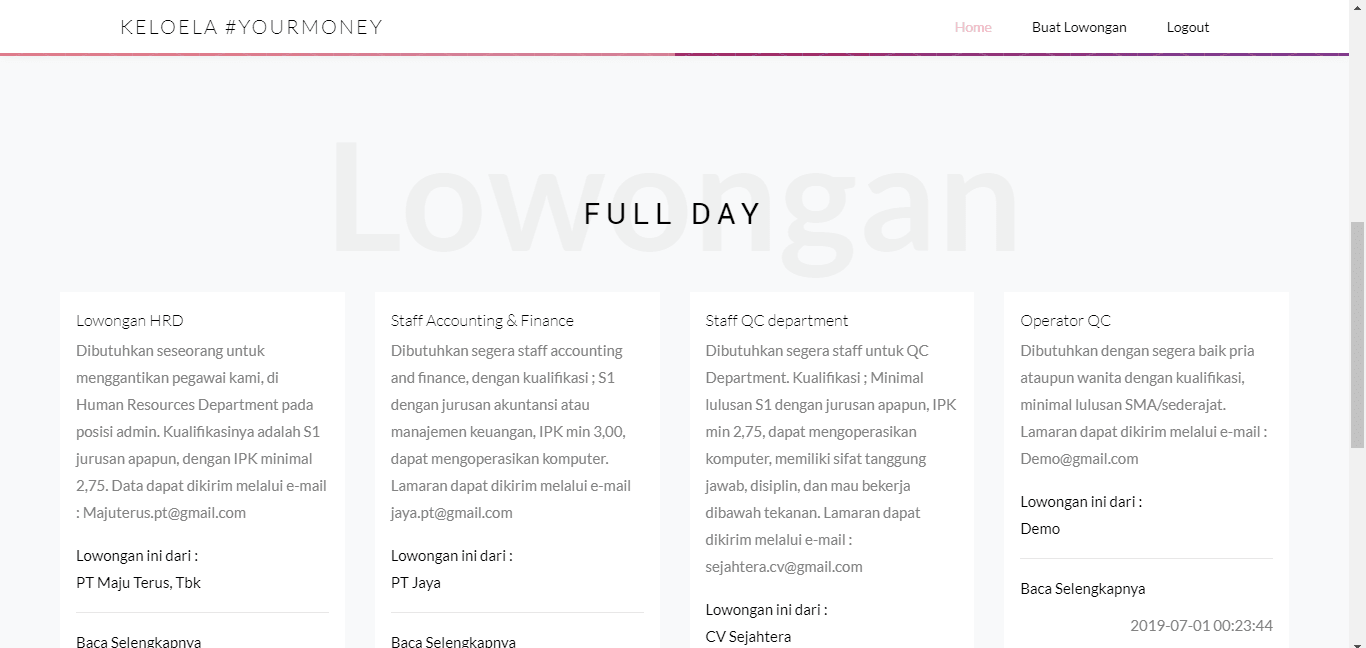 KELOELA #YOURMONEY
Home
Buat Lowongan
Logout
Lowongan
FULL DAY
Lowongan HRD
Dibutuhkan seseorang untuk
menggantikan pegawai kami, di
Human Resources Department pada
posisi admin. Kualifikasinya adalah S1
jurusan apapun, dengan IPK minimal
2,75. Data dapat dikirim melalui e-mail
: Majuterus.pt@gmail.com
Lowongan ini dari :
PT Maju Terus, Tbk
Baca Selengkapnya
Staff Accounting & Finance
Dibutuhkan segera staff accounting
and finance, dengan kualifikasi ; S1
dengan jurusan akuntansi atau
manajemen keuangan, IPK min 3,00,
dapat mengoperasikan komputer.
Lamaran dapat dikirim melalui e-mail
jaya.pt@gmail.com
Lowongan ini dari :
PT Jaya
Baca Selengkapnya
Staff QC department
Dibutuhkan segera staff untuk QC
Department. Kualifikasi ; Minimal
lulusan S1 dengan jurusan apapun, IPK
min 2,75, dapat mengoperasikan
komputer, memiliki sifat tanggung
jawab, disiplin, dan mau bekerja
dibawah tekanan. Lamaran dapat
dikirim melalui e-mail :
sejahtera.cv@gmail.com
Lowongan ini dari :
CV Sejahtera
Operator QC
Dibutuhkan dengan segera baik pria
ataupun wanita dengan kualifikasi,
minimal lulusan SMA/sederajat.
Lamaran dapat dikirim melalui e-mail :
Demo@gmail.com
Lowongan ini dari :
Demo
Baca Selengkapnya
2019-07-01 00:23:44